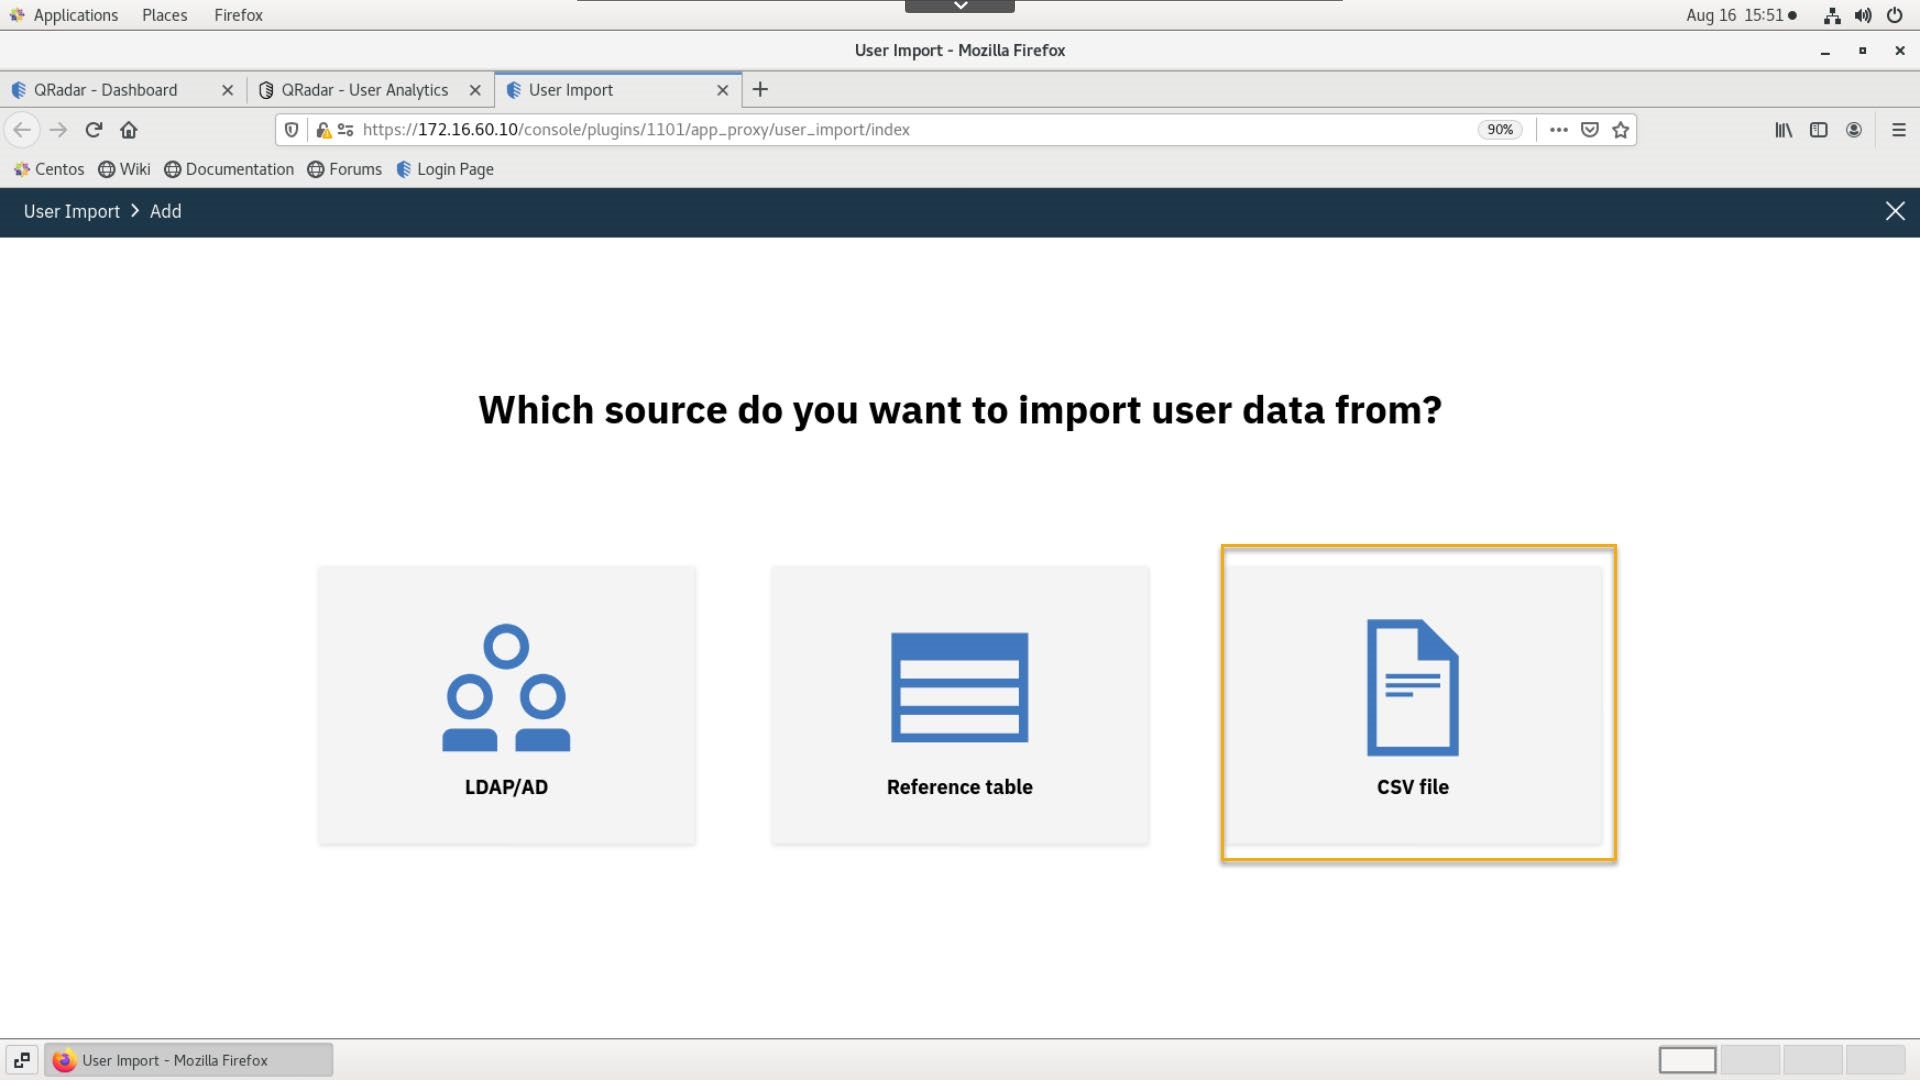 Applications Places Firefox Aug 16 15:51
User Import - Mozilla Firefox
QRadar - Dashboard QRadar - User Analytics User Import
https://172.16.60.10/console/plugins/1101/app_proxy/user_import/index 90%
Centos Wiki Documentation Forums Login Page
User Import > Add
Which source do you want to import user data from?
LDAP/AD Reference table CSV file
User Import - Mozilla Firefox